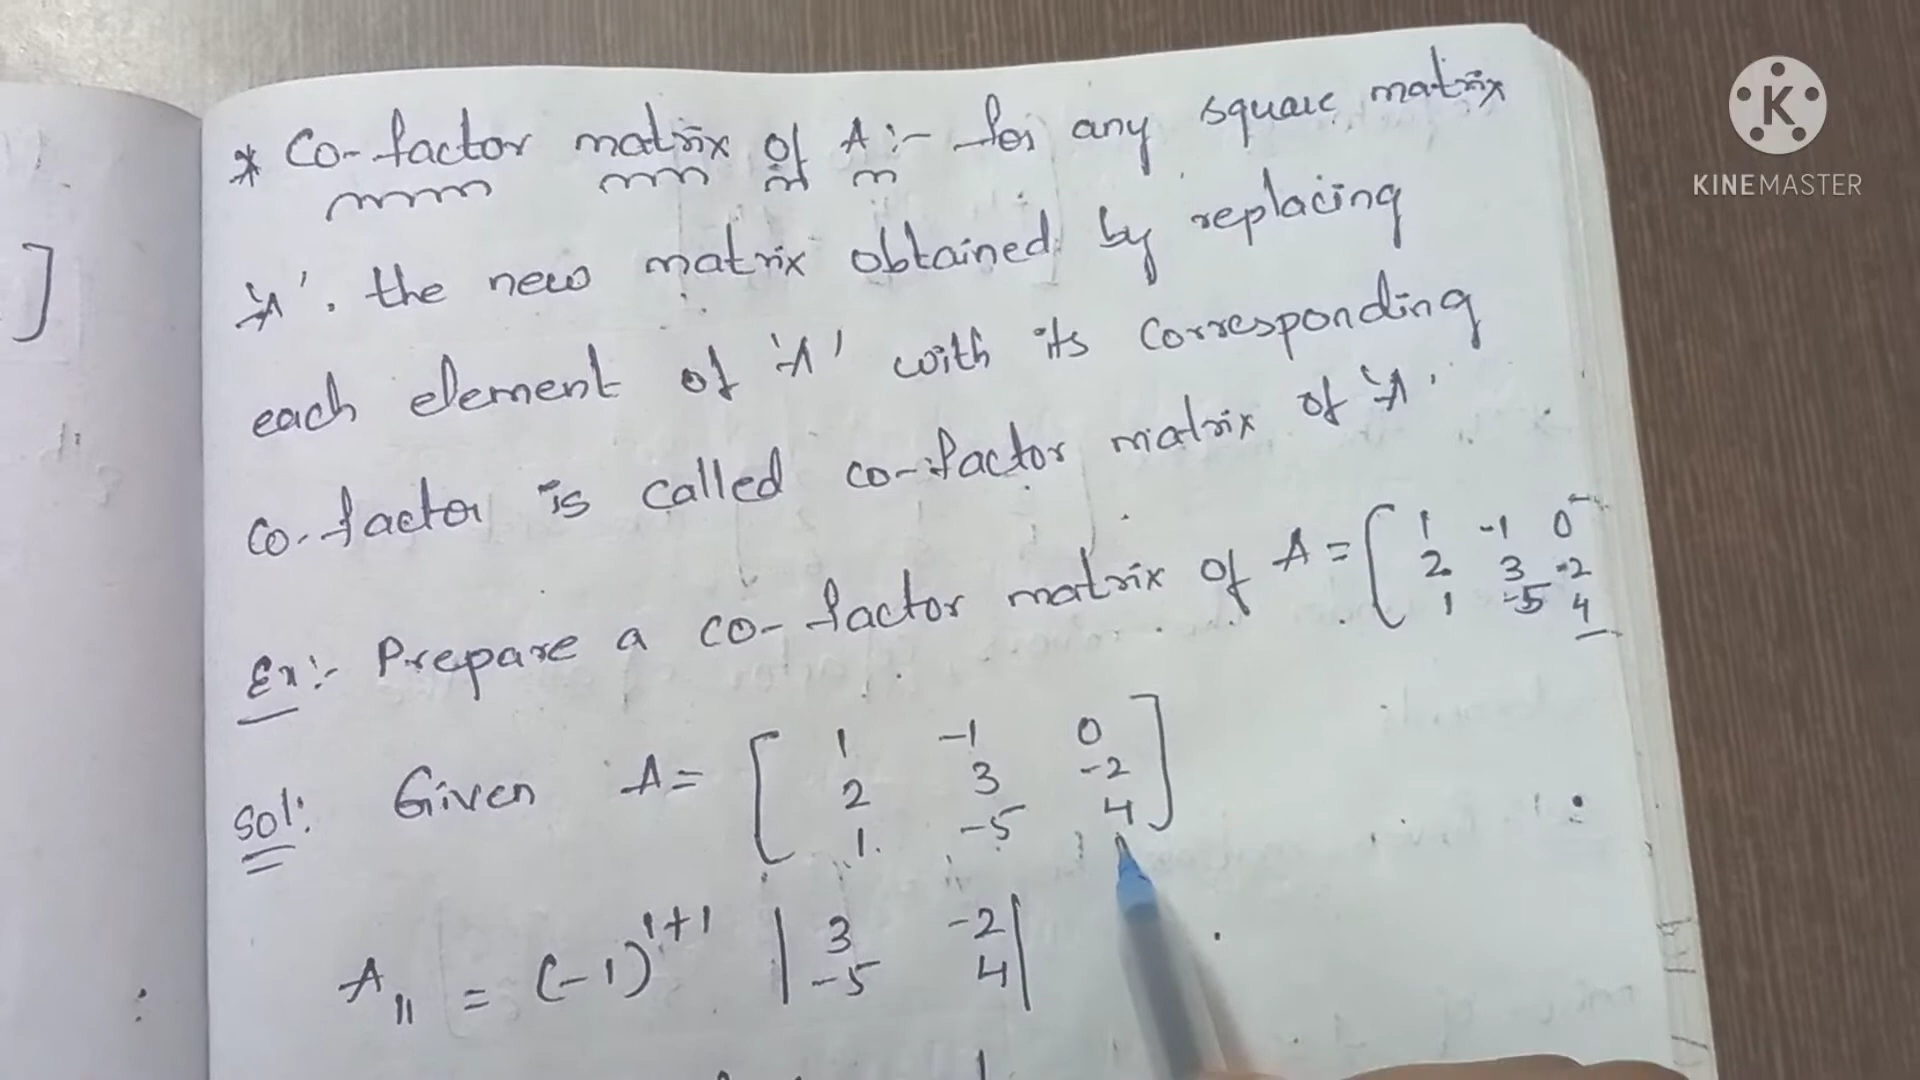 * Co-factor matrix of A :- for any square matrix
'A'. the new matrix obtained by replacing
each element of 'A' with its corresponding
co-factor is called co-factor matrix of 'A'.
Ex:- Prepare a co-factor matrix of A = [ 1 -1 0
2 3 -2
1 -5 4
Sol: Given A = [ 1 -1 0 ]
2 3 -2
1 -5 4
A11 = (-1)^1+1 | 3 -2 |
-5 4
]
K
KINEMASTER